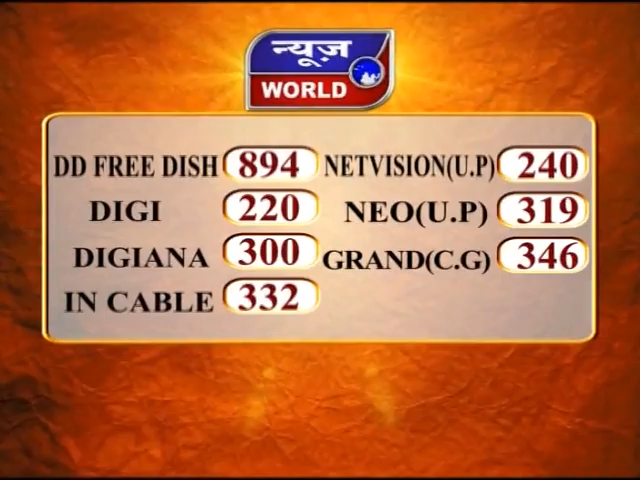 न्यूज़
WORLD
DD FREE DISH 894 NETVISION(U.P) 240
DIGI 220 NEO(U.P) 319
DIGIANA 300 GRAND(C.G) 346
IN CABLE 332